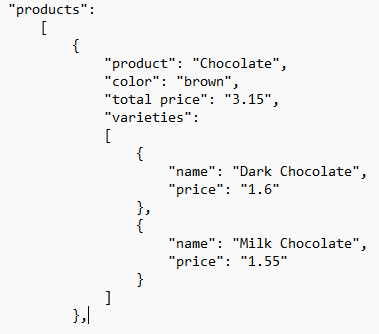 "products":
    [
        {
            "product": "Chocolate",
            "color": "brown",
            "total price": "3.15",
            "varieties":
            [
                {
                    "name": "Dark Chocolate",
                    "price": "1.6"
                },
                {
                    "name": "Milk Chocolate",
                    "price": "1.55"
                }
            ]
        },